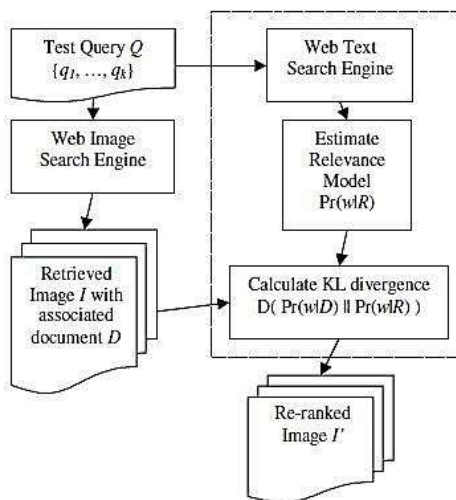 Test Query Q
{q1, …, qk}
Web Text
Search Engine
Web Image
Search Engine
Estimate
Relevance
Model
Pr(w|R)
Retrieved
Image I with
associated
document D
Calculate KL divergence
D( Pr(w|D) || Pr(w|R) )
Re-ranked
Image I'